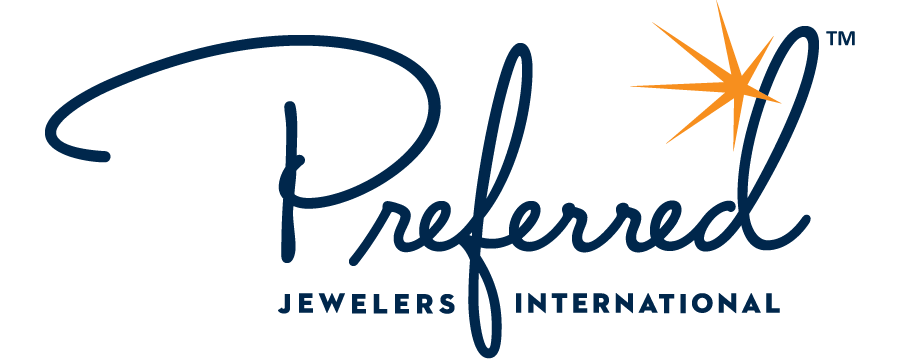 Preferred™
JEWELERS INTERNATIONAL